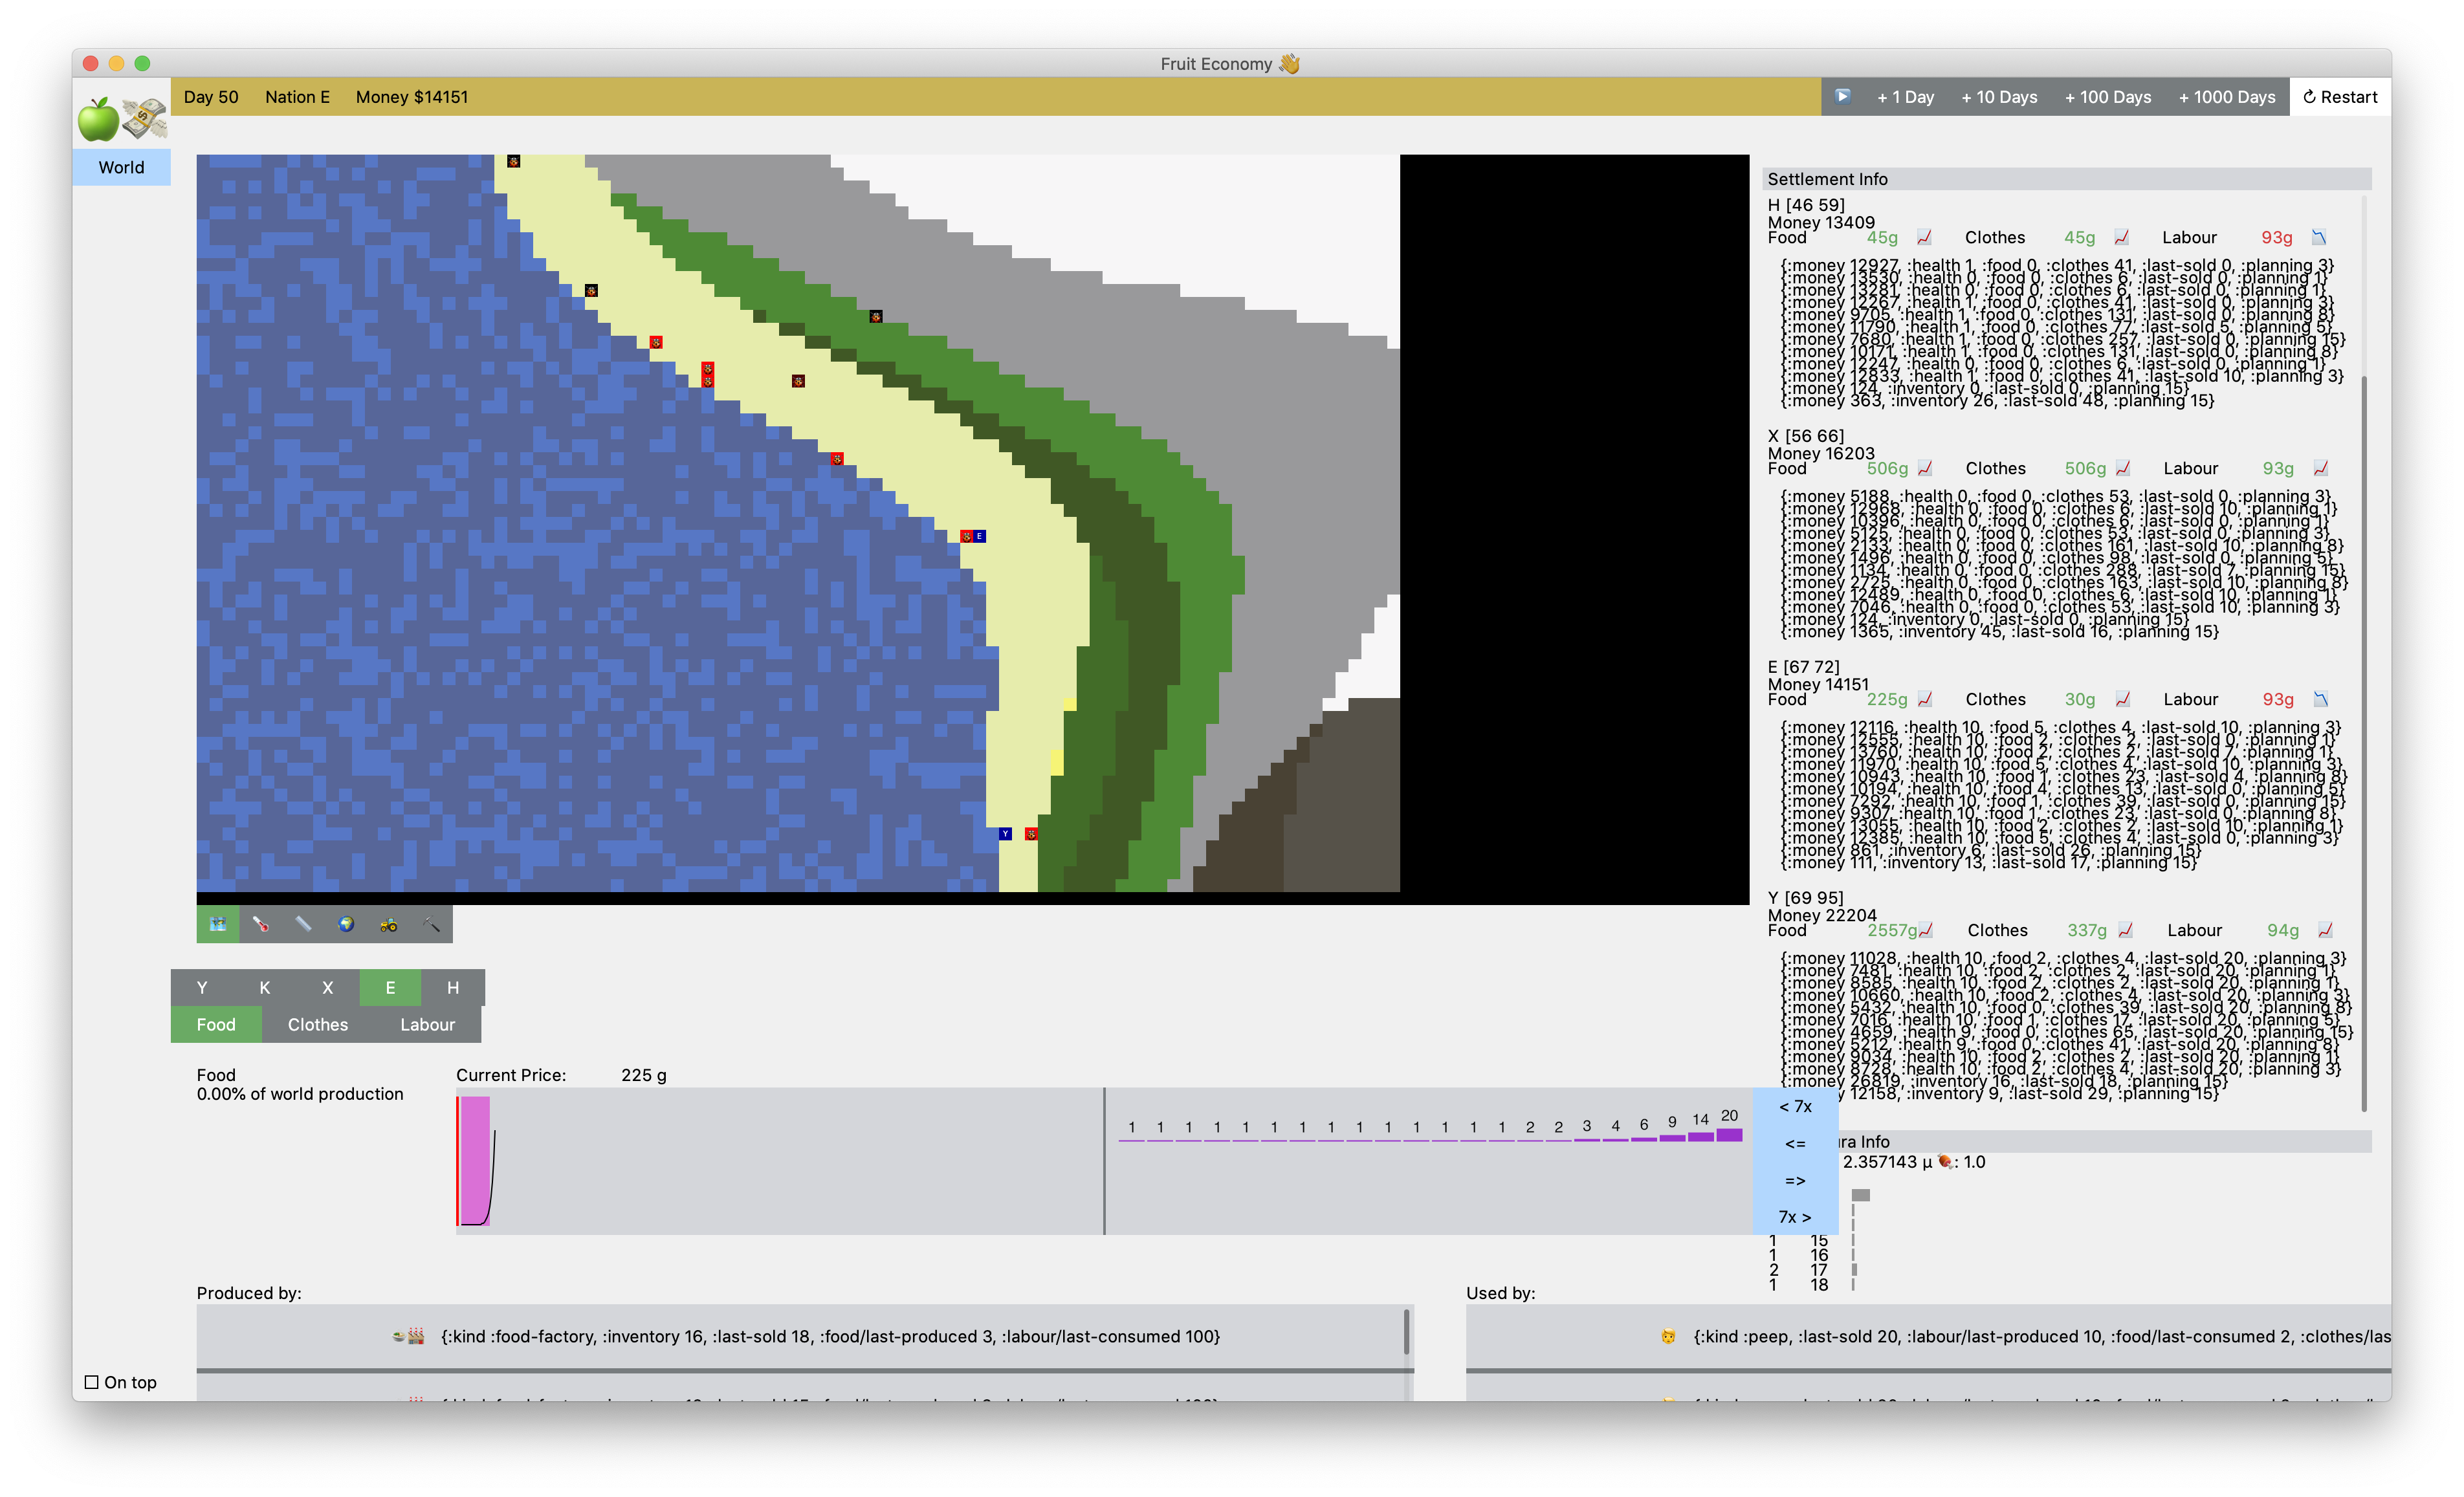 Fruit Economy
Day 50 Nation E Money $14151
+ 1 Day + 10 Days + 100 Days + 1000 Days Restart
World
E
Y
Settlement Info
H [46 59]
Money 13409
Food 45g Clothes 45g Labour 93g
{:money 12927, :health 1, :food 0, :clothes 41, :last-sold 0, :planning 3}
{:money 13530, :health 0, :food 0, :clothes 6, :last-sold 0, :planning 1}
{:money 13281, :health 0, :food 0, :clothes 6, :last-sold 0, :planning 1}
{:money 12267, :health 1, :food 0, :clothes 41, :last-sold 0, :planning 3}
{:money 9705, :health 1, :food 0, :clothes 131, :last-sold 0, :planning 8}
{:money 11790, :health 1, :food 0, :clothes 77, :last-sold 5, :planning 5}
{:money 7680, :health 1, :food 0, :clothes 257, :last-sold 0, :planning 15}
{:money 10171, :health 1, :food 0, :clothes 131, :last-sold 0, :planning 8}
{:money 12247, :health 0, :food 0, :clothes 6, :last-sold 0, :planning 1}
{:money 12833, :health 1, :food 0, :clothes 41, :last-sold 10, :planning 3}
{:money 124, :inventory 0, :last-sold 0, :planning 15}
{:money 363, :inventory 26, :last-sold 48, :planning 15}
X [56 66]
Money 16203
Food 506g Clothes 506g Labour 93g
{:money 5188, :health 0, :food 0, :clothes 53, :last-sold 0, :planning 3}
{:money 12968, :health 0, :food 0, :clothes 6, :last-sold 10, :planning 1}
{:money 10396, :health 0, :food 0, :clothes 6, :last-sold 0, :planning 1}
{:money 5125, :health 0, :food 0, :clothes 53, :last-sold 0, :planning 3}
{:money 2133, :health 0, :food 0, :clothes 161, :last-sold 10, :planning 8}
{:money 1496, :health 0, :food 0, :clothes 98, :last-sold 0, :planning 5}
{:money 1134, :health 0, :food 0, :clothes 288, :last-sold 7, :planning 15}
{:money 2725, :health 0, :food 0, :clothes 163, :last-sold 10, :planning 8}
{:money 12489, :health 0, :food 0, :clothes 6, :last-sold 10, :planning 1}
{:money 7046, :health 0, :food 0, :clothes 53, :last-sold 10, :planning 3}
{:money 124, :inventory 0, :last-sold 0, :planning 15}
{:money 1365, :inventory 45, :last-sold 16, :planning 15}
E [67 72]
Money 14151
Food 225g Clothes 30g Labour 93g
{:money 12116, :health 10, :food 5, :clothes 4, :last-sold 10, :planning 3}
{:money 12555, :health 10, :food 2, :clothes 2, :last-sold 0, :planning 1}
{:money 13760, :health 10, :food 2, :clothes 2, :last-sold 7, :planning 1}
{:money 11970, :health 10, :food 5, :clothes 4, :last-sold 10, :planning 3}
{:money 10943, :health 10, :food 1, :clothes 23, :last-sold 4, :planning 8}
{:money 10194, :health 10, :food 4, :clothes 13, :last-sold 0, :planning 5}
{:money 7292, :health 10, :food 1, :clothes 39, :last-sold 0, :planning 15}
{:money 9307, :health 10, :food 1, :clothes 23, :last-sold 0, :planning 8}
{:money 13055, :health 10, :food 2, :clothes 2, :last-sold 10, :planning 1}
{:money 12385, :health 10, :food 5, :clothes 4, :last-sold 0, :planning 3}
{:money 861, :inventory 6, :last-sold 26, :planning 15}
{:money 111, :inventory 13, :last-sold 17, :planning 15}
Y [69 95]
Money 22204
Food 2557g Clothes 337g Labour 94g
{:money 11028, :health 10, :food 2, :clothes 4, :last-sold 20, :planning 3}
{:money 7481, :health 10, :food 2, :clothes 2, :last-sold 20, :planning 1}
{:money 8585, :health 10, :food 2, :clothes 2, :last-sold 20, :planning 1}
{:money 10660, :health 10, :food 2, :clothes 4, :last-sold 20, :planning 3}
{:money 5432, :health 10, :food 0, :clothes 39, :last-sold 20, :planning 8}
{:money 7016, :health 10, :food 1, :clothes 17, :last-sold 20, :planning 5}
{:money 4659, :health 9, :food 0, :clothes 65, :last-sold 20, :planning 15}
{:money 5212, :health 9, :food 0, :clothes 41, :last-sold 20, :planning 8}
{:money 9034, :health 10, :food 2, :clothes 2, :last-sold 20, :planning 1}
{:money 8728, :health 10, :food 2, :clothes 4, :last-sold 20, :planning 3}
{:money 26819, :inventory 16, :last-sold 18, :planning 15}
12158, :inventory 9, :last-sold 29, :planning 15}
Y K X E H
Food Clothes Labour
Food
0.00% of world production
Current Price: 225 g
1 1 1 1 1 1 1 1 1 1 1 1 1 1 2 2 3 4 6 9 14 20
< 7x
<=
=>
7x >
ra Info
2.357143 µ : 1.0
1 15
1 16
2 17
1 18
Produced by:
{:kind :food-factory, :inventory 16, :last-sold 18, :food/last-produced 3, :labour/last-consumed 100}
Used by:
{:kind :peep, :last-sold 20, :labour/last-produced 10, :food/last-consumed 2, :clothes/las
On top